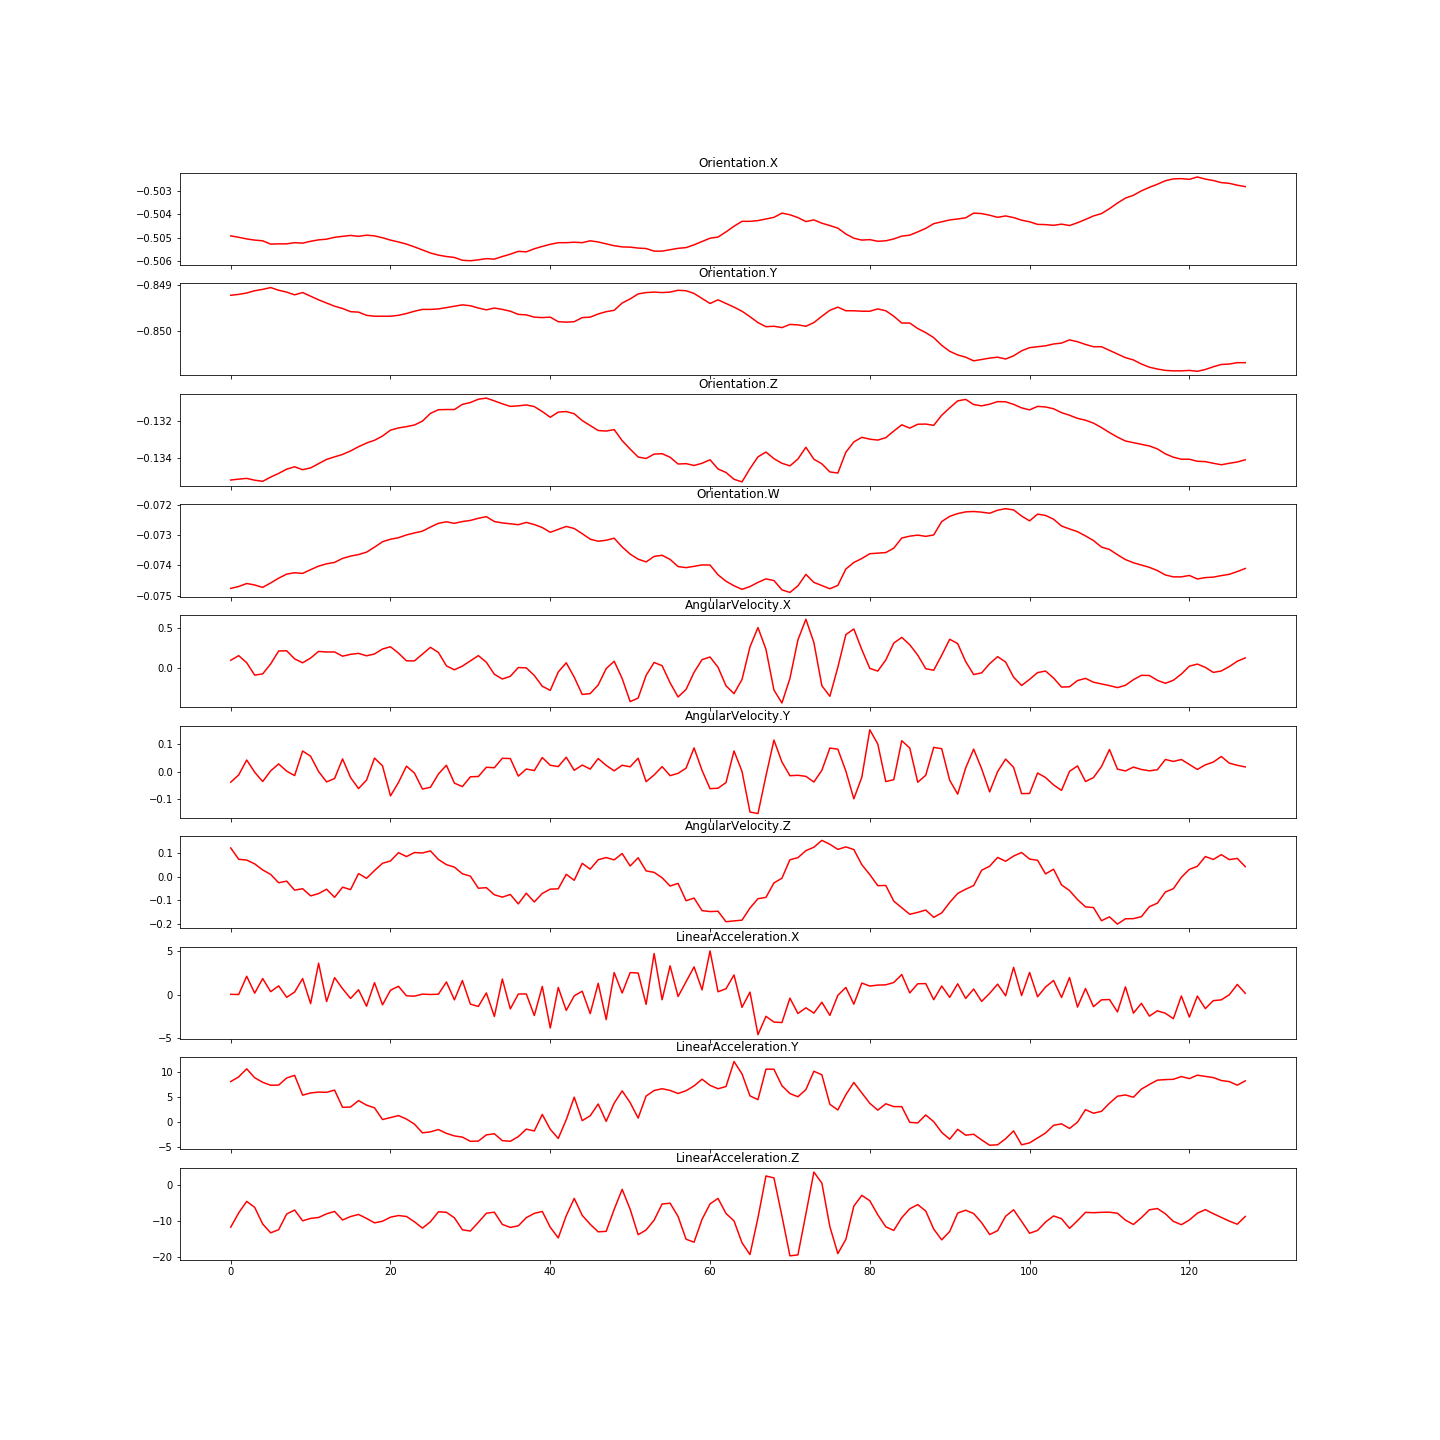 Orientation.X
−0.503
−0.504
−0.505
−0.506
Orientation.Y
−0.849
−0.850
Orientation.Z
−0.132
−0.134
Orientation.W
−0.072
−0.073
−0.074
−0.075
AngularVelocity.X
0.5
0.0
AngularVelocity.Y
0.1
0.0
−0.1
AngularVelocity.Z
0.1
0.0
−0.1
−0.2
LinearAcceleration.X
5
0
−5
LinearAcceleration.Y
10
5
0
−5
LinearAcceleration.Z
0
−10
−20
0 20 40 60 80 100 120